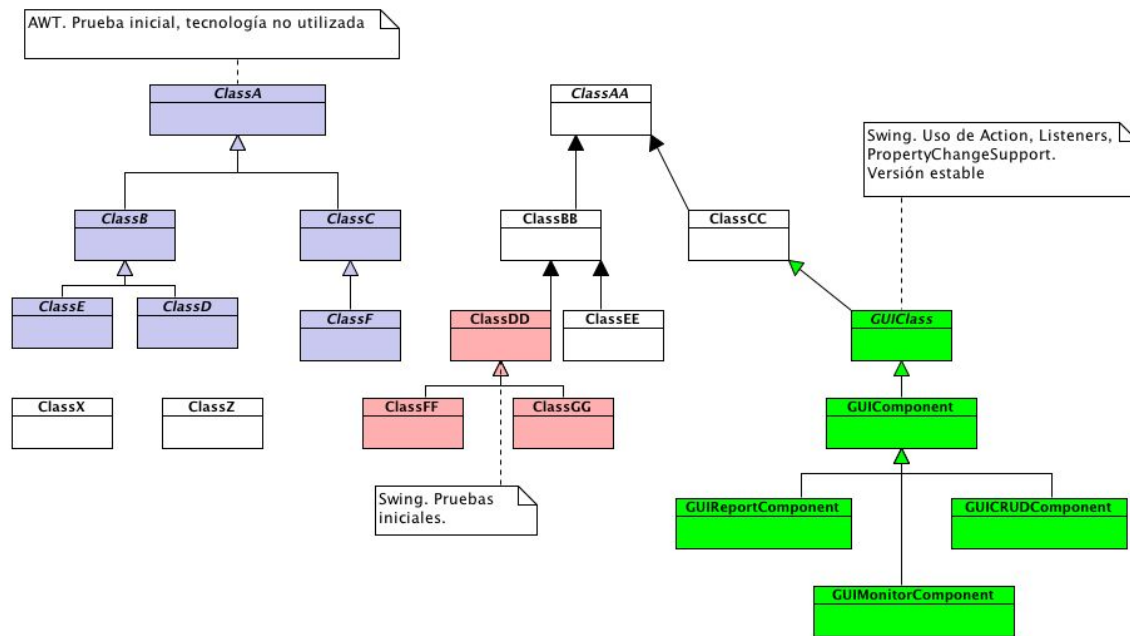 AWT. Prueba inicial, tecnología no utilizada
ClassA
ClassAA
Swing. Uso de Action, Listeners,
PropertyChangeSupport.
Versión estable
ClassB
ClassC
ClassBB
ClassCC
ClassE
ClassD
ClassF
ClassDD
ClassEE
GUIClass
ClassX
ClassZ
ClassFF
ClassGG
GUIComponent
Swing. Pruebas
iniciales.
GUIReportComponent
GUICRUDComponent
GUIMonitorComponent